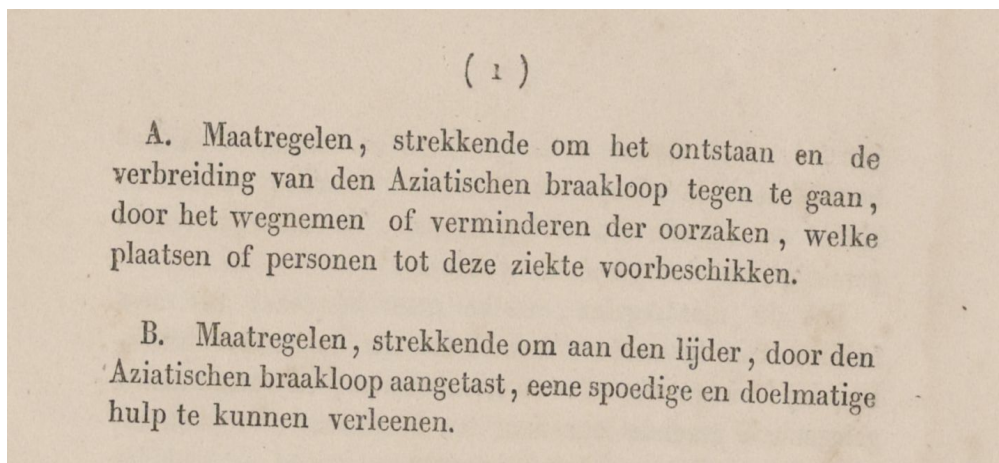 ( 1 )
A. Maatregelen, strekkende om het ontstaan en de
verbreiding van den Aziatischen braakloop tegen te gaan,
door het wegnemen of verminderen der oorzaken, welke
plaatsen of personen tot deze ziekte voorbeschikken.
B. Maatregelen, strekkende om aan den lijder, door den
Aziatischen braakloop aangetast, eene spoedige en doelmatige
hulp te kunnen verleenen.